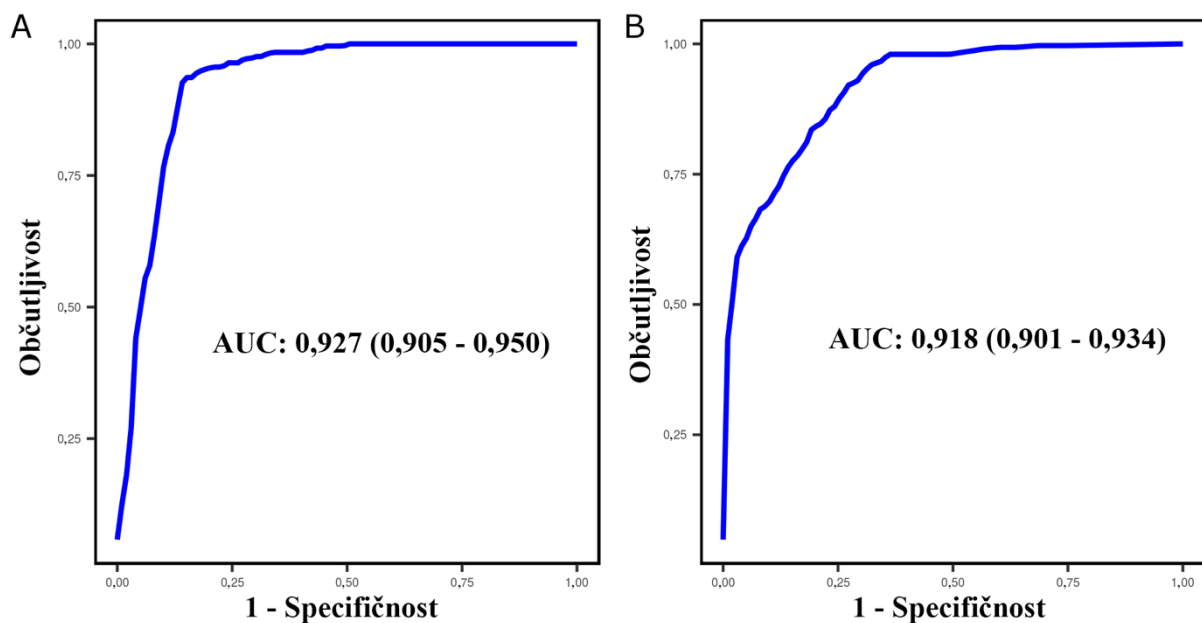 A
1,00
0,75
0,50
0,25
Občutljivost
AUC: 0,927 (0,905 - 0,950)
0,00 0,25 0,50 0,75 1,00
1 - Specifičnost
B
1,00
0,75
0,50
0,25
Občutljivost
AUC: 0,918 (0,901 - 0,934)
0,00 0,25 0,50 0,75 1,00
1 - Specifičnost